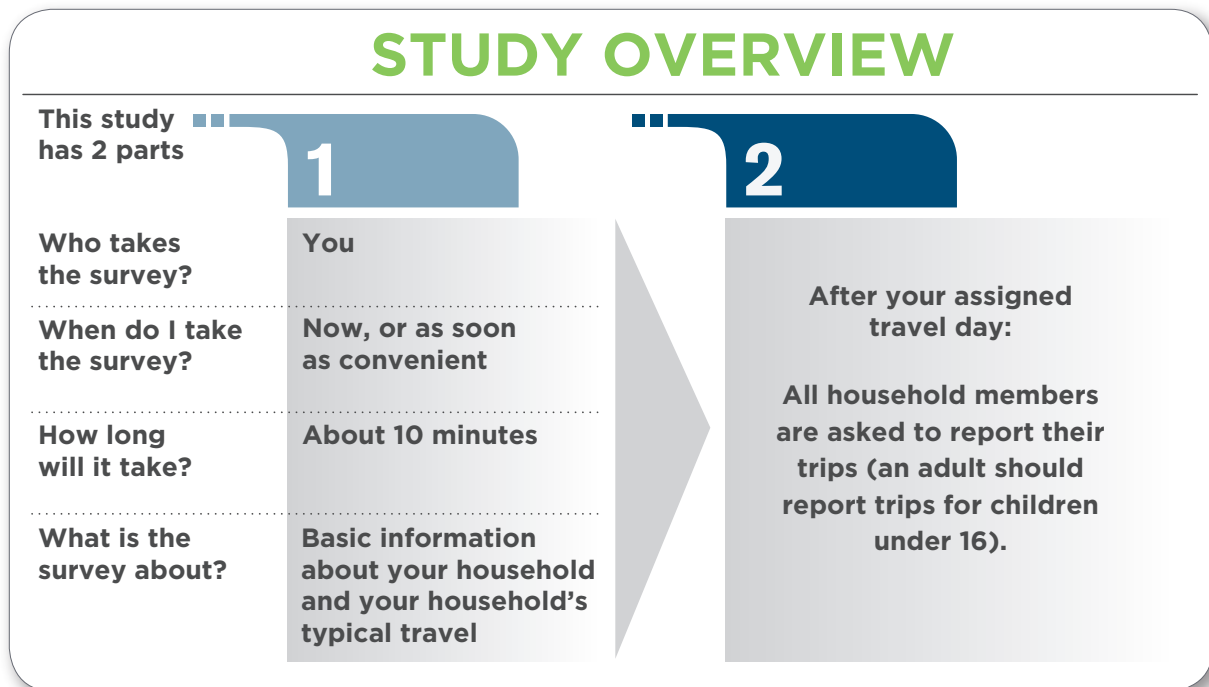 STUDY OVERVIEW
This study
has 2 parts
1
2
Who takes
the survey?
You
When do I take
the survey?
Now, or as soon
as convenient
How long
will it take?
About 10 minutes
What is the
survey about?
Basic information
about your household
and your household’s
typical travel
After your assigned
travel day:
All household members
are asked to report their
trips (an adult should
report trips for children
under 16).